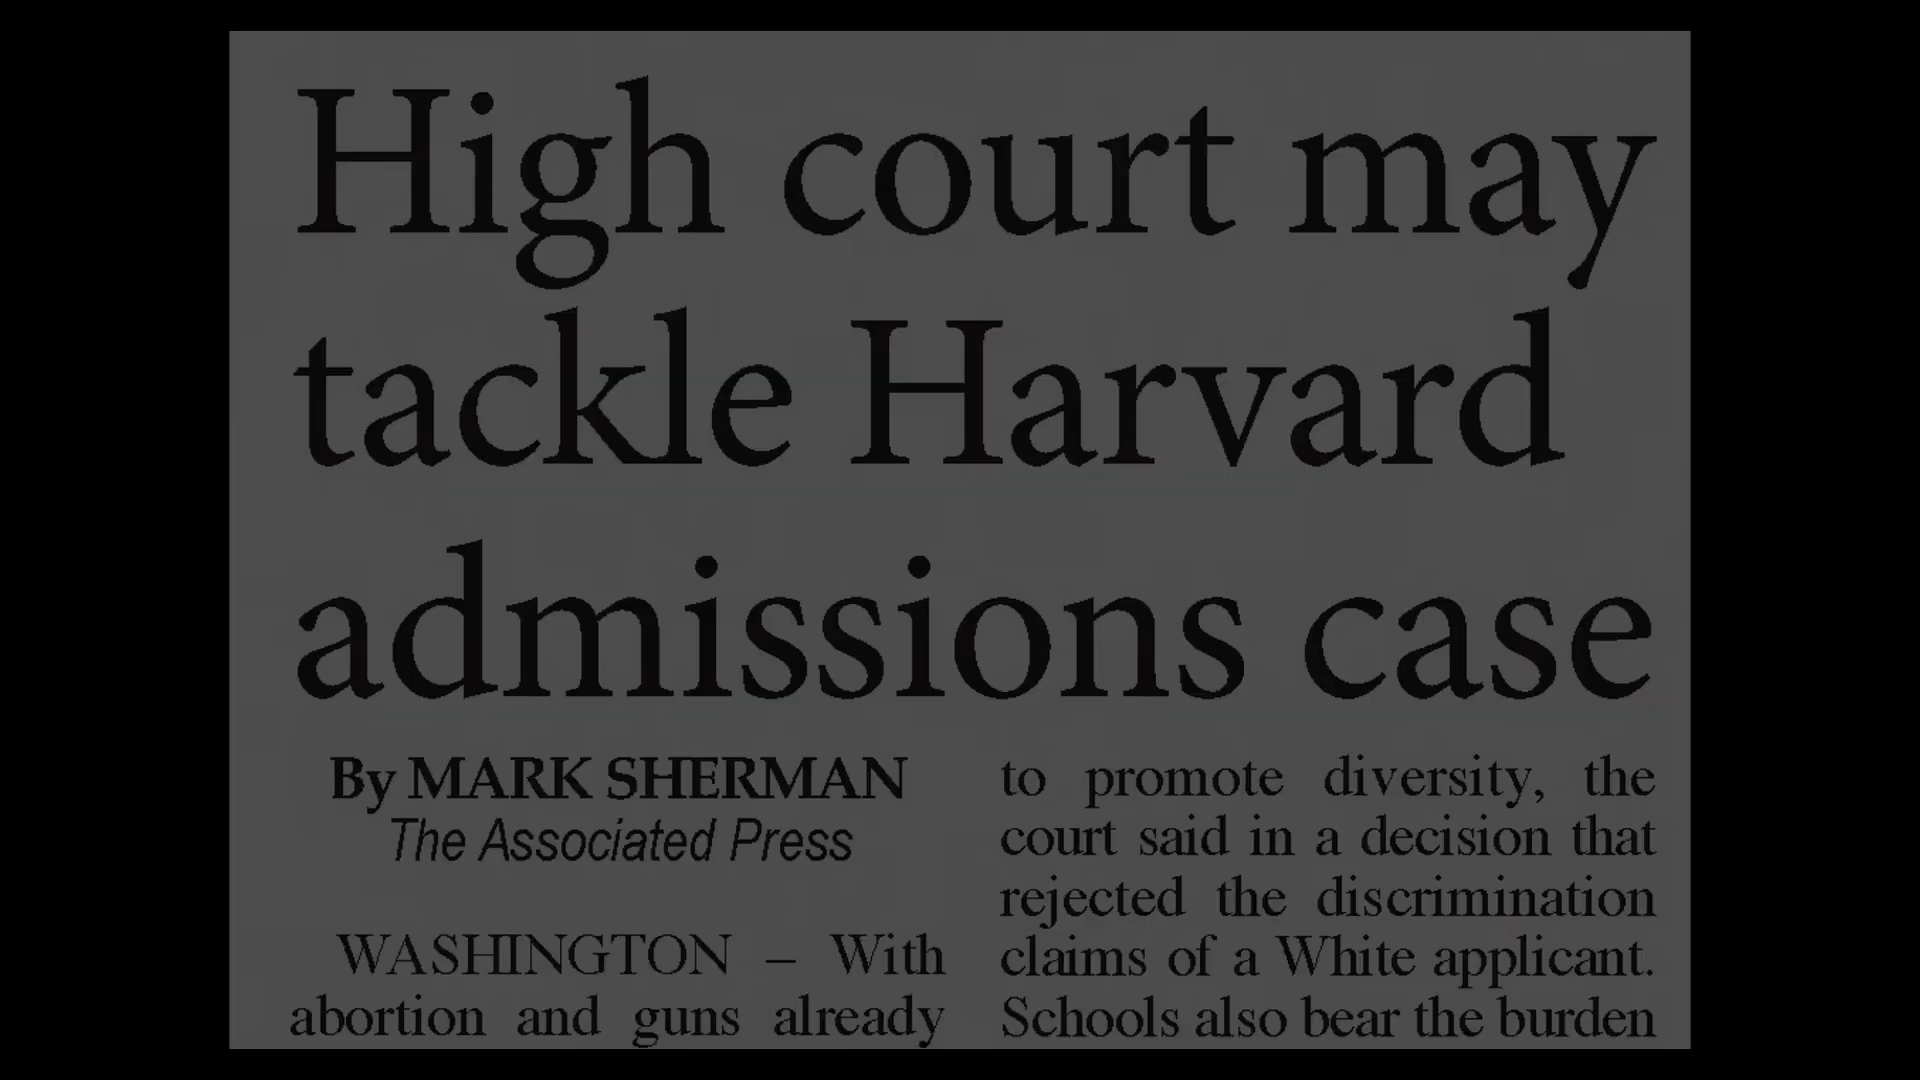 High court may
tackle Harvard
admissions case
By MARK SHERMAN
The Associated Press
WASHINGTON – With
abortion and guns already
to promote diversity, the
court said in a decision that
rejected the discrimination
claims of a White applicant.
Schools also bear the burden